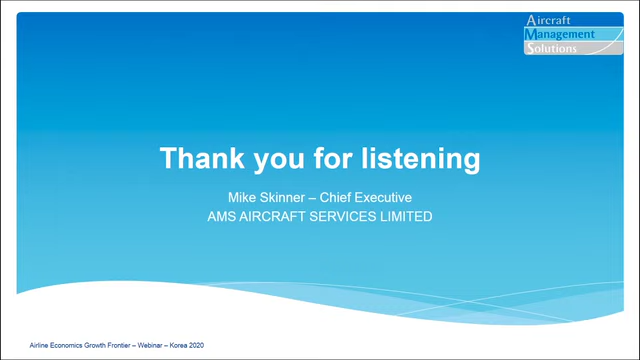 Aircraft
Management
Solutions
Thank you for listening
Mike Skinner – Chief Executive
AMS AIRCRAFT SERVICES LIMITED
Airline Economics Growth Frontier – Webinar – Korea 2020